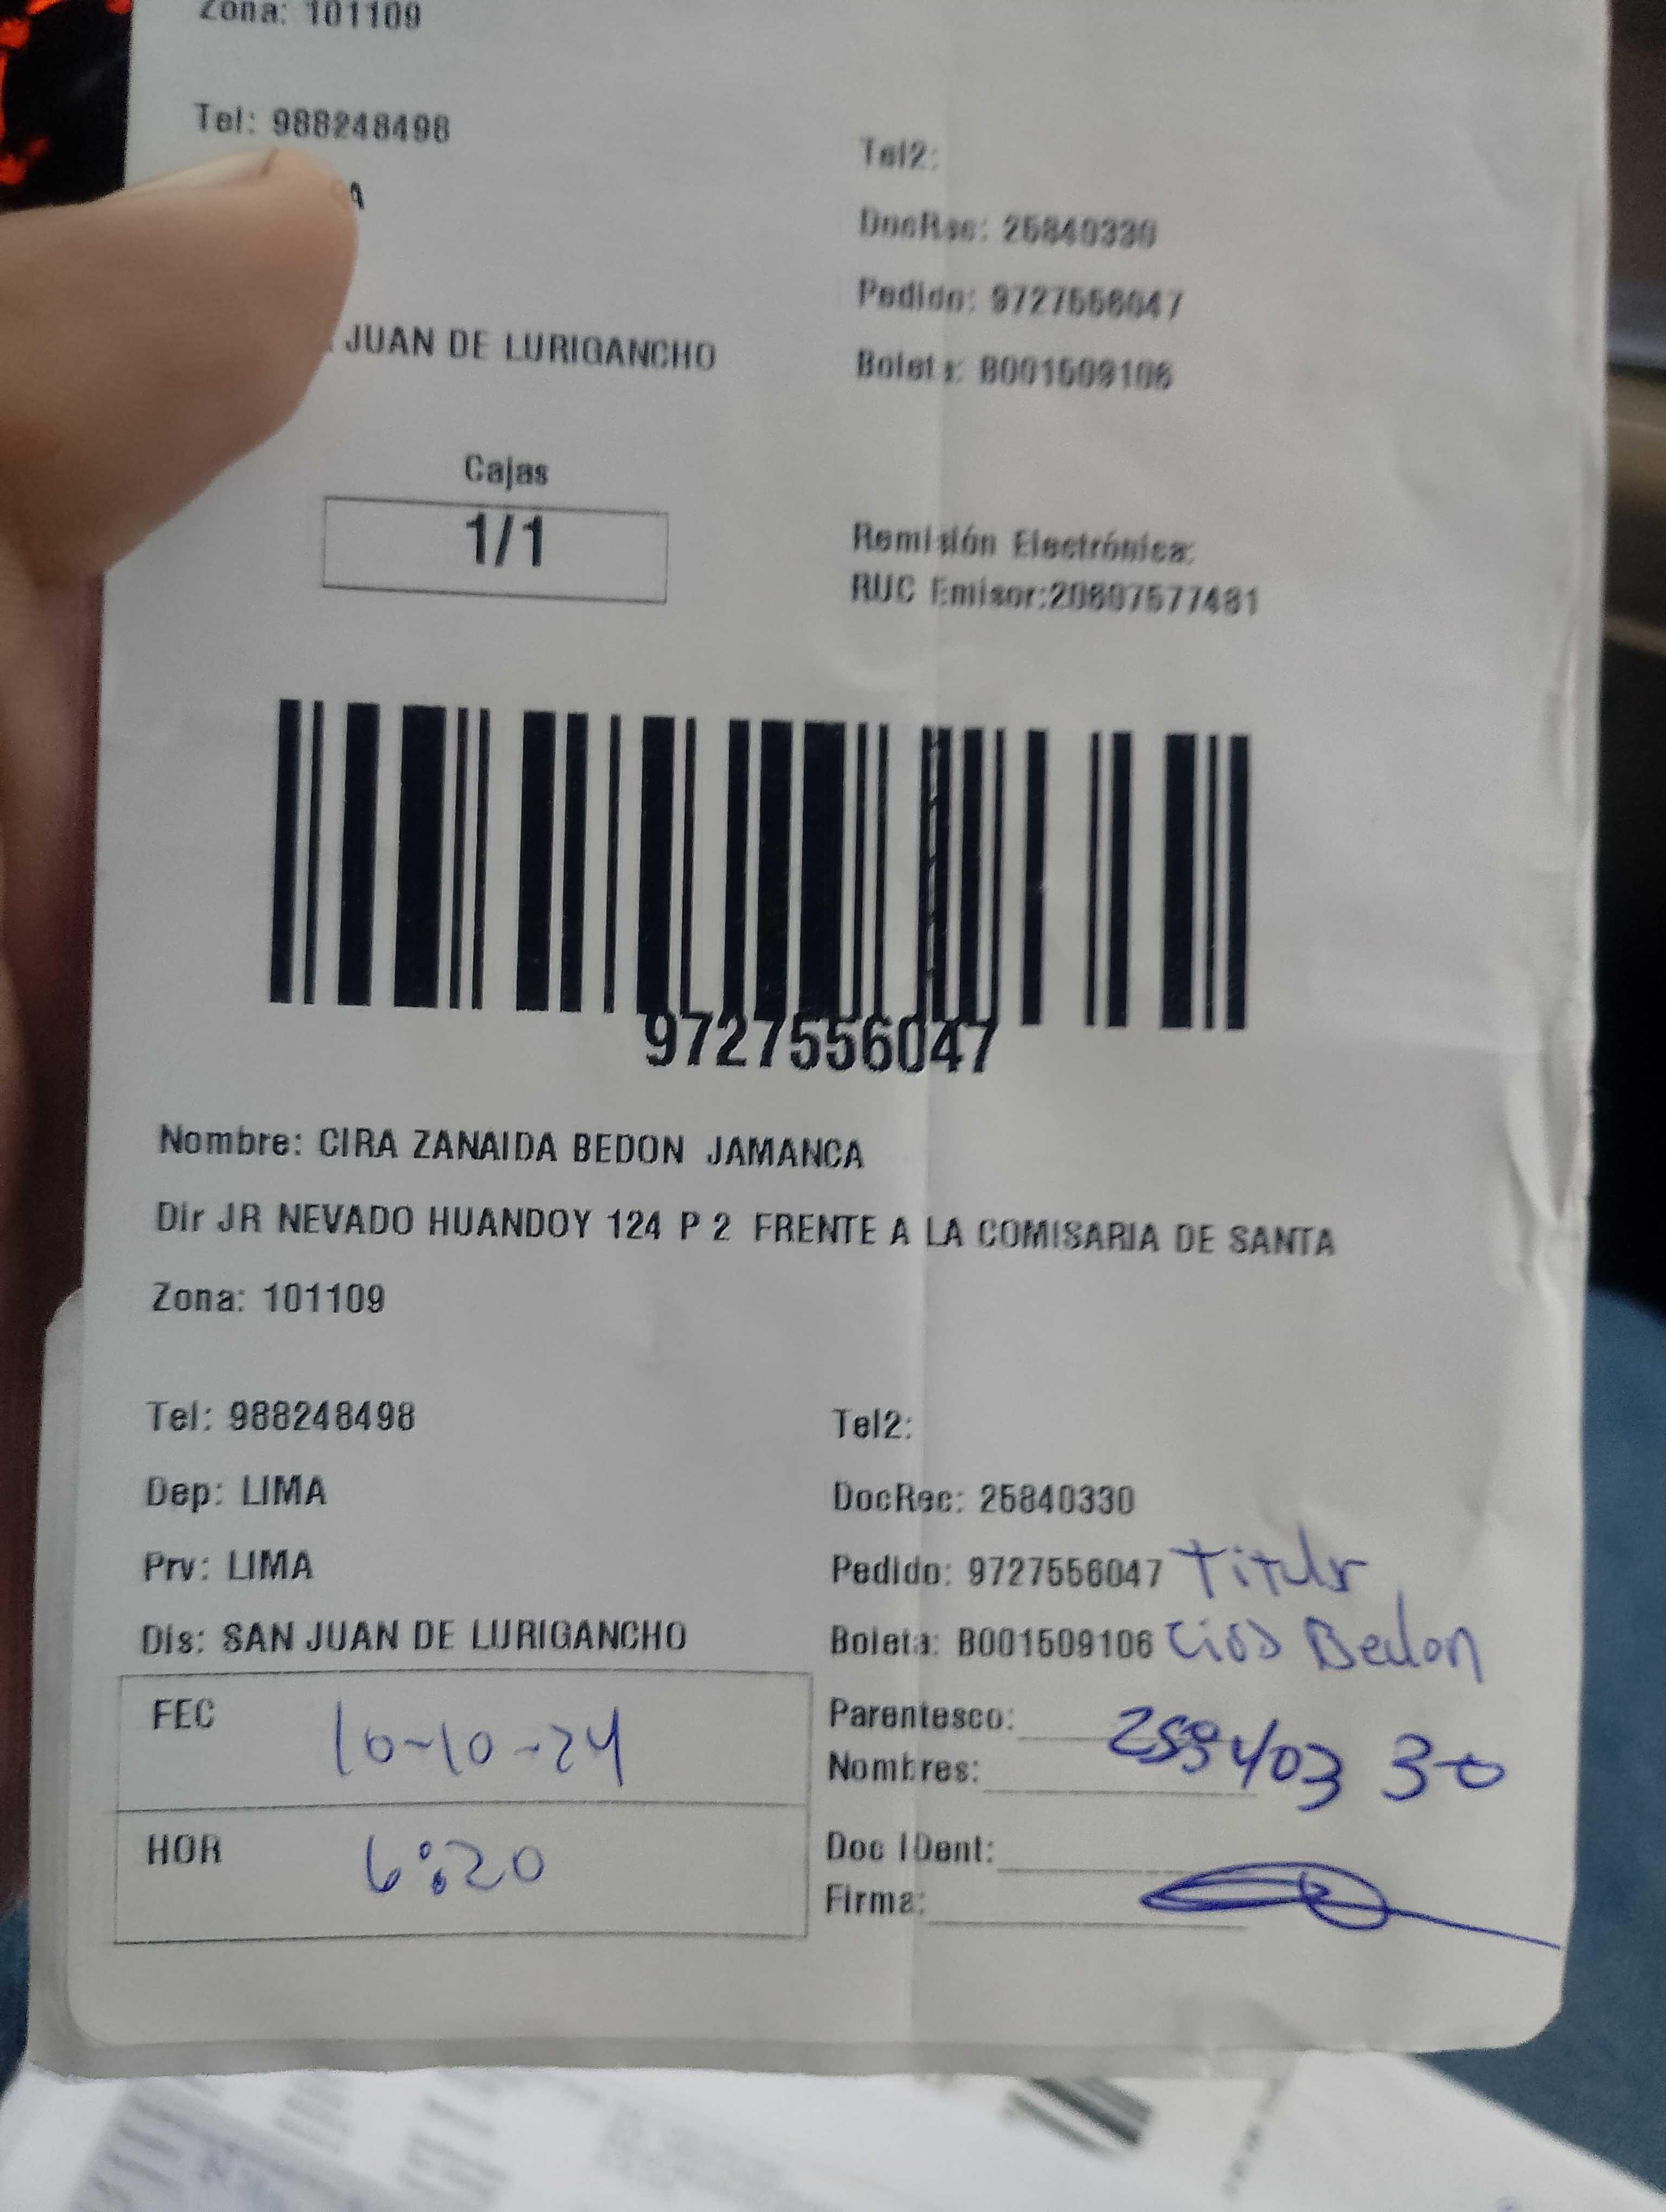 Zona: 101109
Tel: 988248498
Tel2:
A
DocRec: 25840330
Pedido: 9727556047
JUAN DE LURIGANCHO
Boleta: B001509106
Cajas
1/1
Remisión Electrónica:
RUC Emisor:20607577481
9727556047
Nombre: CIRA ZANAIDA BEDON JAMANCA
Dir JR NEVADO HUANDOY 124 P 2 FRENTE A LA COMISARIA DE SANTA
Zona: 101109
Tel: 988248498
Tel2:
Dep: LIMA
DocRec: 25840330
Prv: LIMA
Pedido: 9727556047 Titular
Dis: SAN JUAN DE LURIGANCHO
Boleta: B001509106 Bedon
FEC 10-10-24
Parentesco:
Nombres:
HOR 6:20
Doc IDent:
Firma: